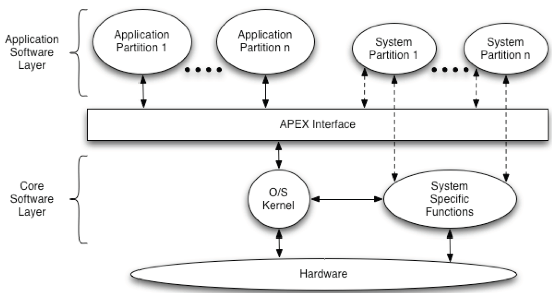 Application
Software
Layer
Application
Partition 1
Application
Partition n
System
Partition 1
System
Partition n
APEX Interface
Core
Software
Layer
O/S
Kernel
System
Specific
Functions
Hardware